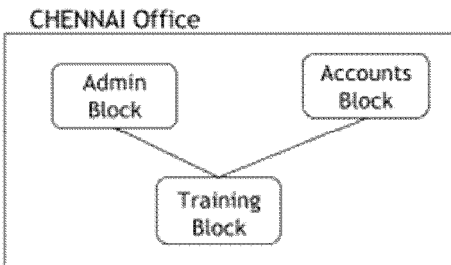 CHENNAI Office
Admin
Block
Accounts
Block
Training
Block